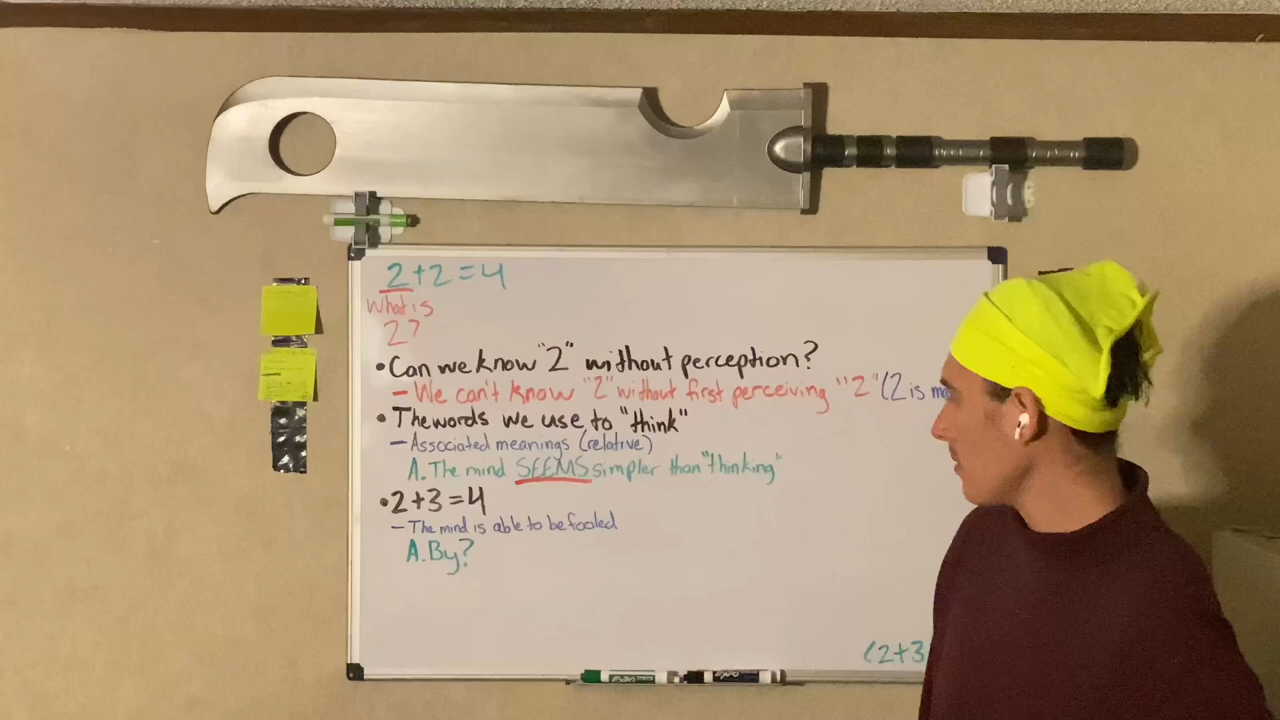 2+2=4
What is
2?
•Can we know "2" without perception?
-We can't know "2" without first perceiving "2" (2 is
•The words we use to "think"
-Associated meanings (relative)
A. The mind SEEMS simpler than "thinking"
•2+3=4
-The mind is able to be fooled
A. By?
(2+3